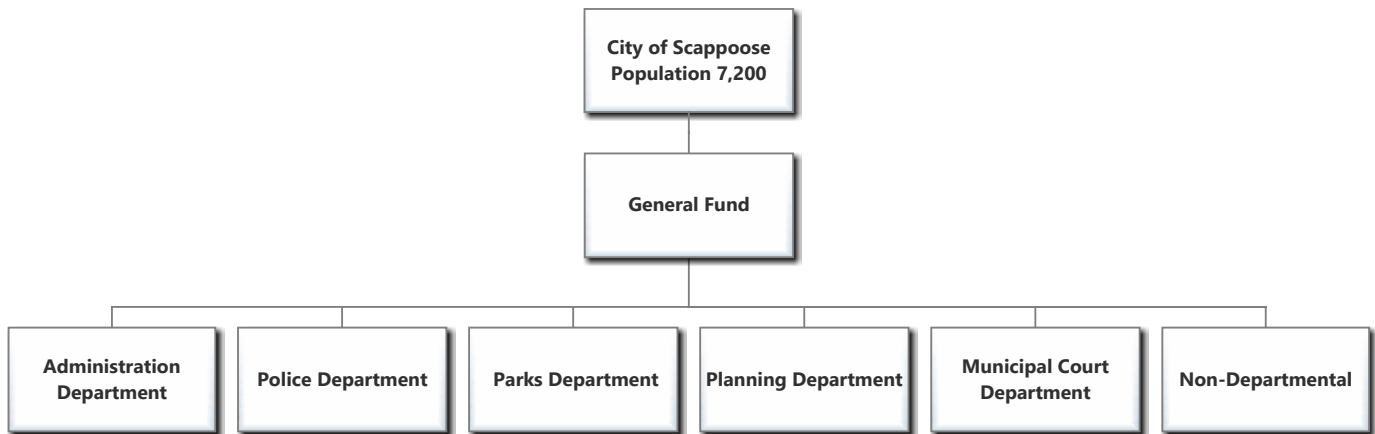 City of Scappoose
Population 7,200
General Fund
Administration
Department
Police Department
Parks Department
Planning Department
Municipal Court
Department
Non-Departmental